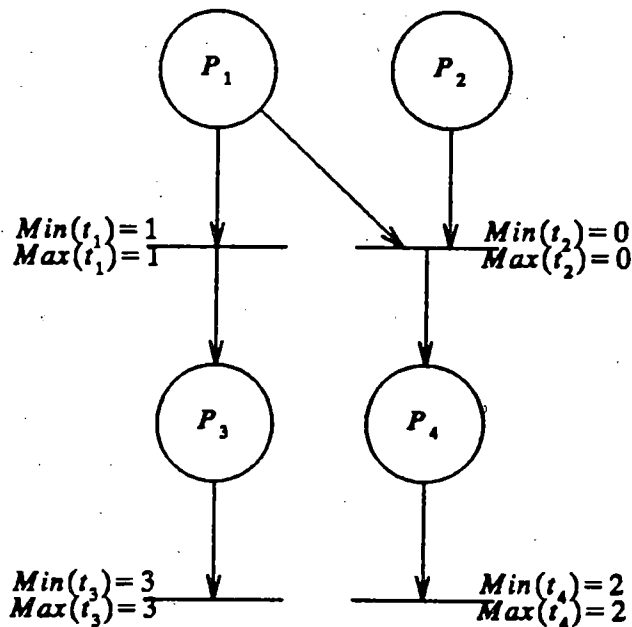 P₁
P₂
Min(t₁)=1
Max(t₁)=1
Min(t₂)=0
Max(t₂)=0
P₃
P₄
Min(t₃)=3
Max(t₃)=3
Min(t₄)=2
Max(t₄)=2